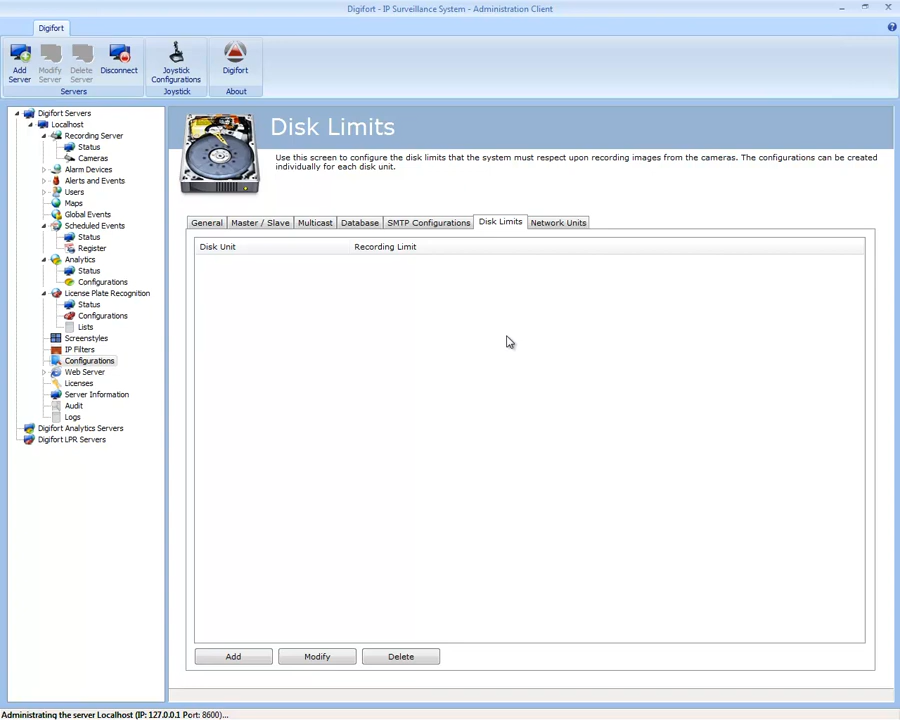 Digifort - IP Surveillance System - Administration Client
Digifort
Add Server
Modify Server
Delete Server
Disconnect
Joystick Configurations
Digifort
Servers
Joystick
About
Digifort Servers
Localhost
Recording Server
Status
Cameras
Alarm Devices
Alerts and Events
Users
Maps
Global Events
Scheduled Events
Status
Register
Analytics
Status
Configurations
License Plate Recognition
Status
Configurations
Lists
Screenstyles
IP Filters
Configurations
Web Server
Licenses
Server Information
Audit
Logs
Digifort Analytics Servers
Digifort LPR Servers
Disk Limits
Use this screen to configure the disk limits that the system must respect upon recording images from the cameras. The configurations can be created
individually for each disk unit.
General Master / Slave Multicast Database SMTP Configurations Disk Limits Network Units
Disk Unit Recording Limit
Add Modify Delete
Administrating the server Localhost (IP: 127.0.0.1 Port: 8600)...